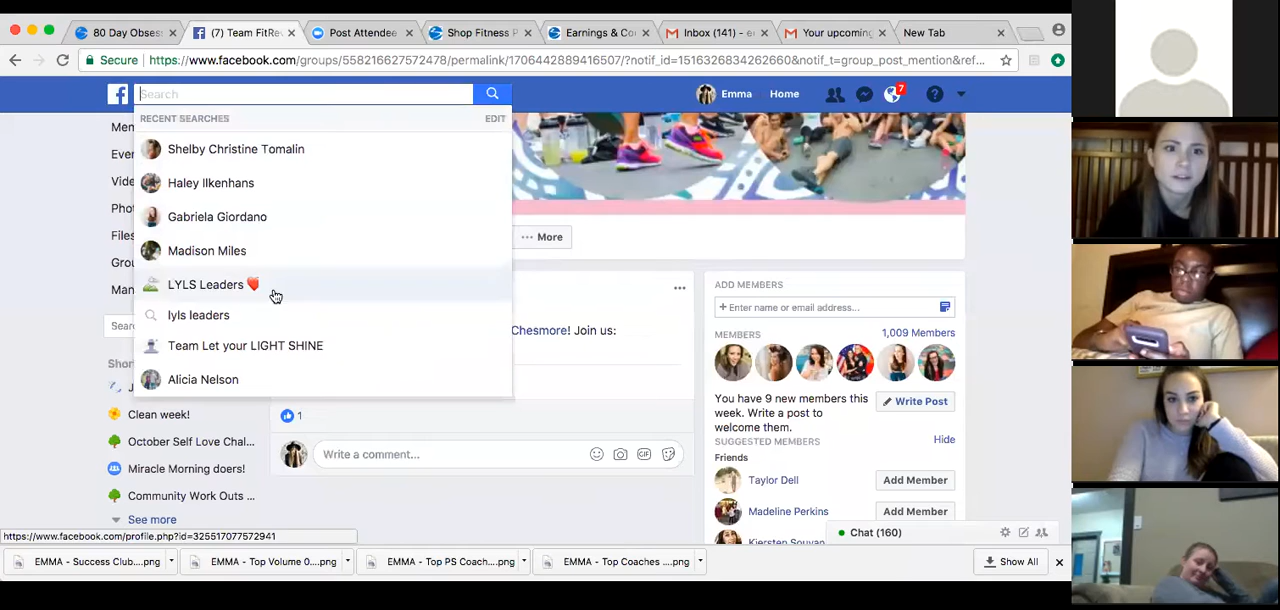 80 Day Obses
(7) Team FitRe
Post Attendee
Shop Fitness P
Earnings & Co
Inbox (141) - e
Your upcoming
New Tab
Secure https://www.facebook.com/groups/558216627572478/permalink/1706442889416507/?notif_id=1516326834262660&notif_t=group_post_mention&ref...
Search
Emma Home 7
RECENT SEARCHES EDIT
Shelby Christine Tomalin
Haley Ilkenhans
Gabriela Giordano
Madison Miles
LYLS Leaders ❤️
lyls leaders
Team Let your LIGHT SHINE
Alicia Nelson
Mem
Even
Vide
Pho
Files
Grou
Man
Sear
Short
J
Clean week!
October Self Love Chal...
Miracle Morning doers!
Community Work Outs ...
See more
... More
Chesmore! Join us:
1
Write a comment...
GIF
ADD MEMBERS
+ Enter name or email address...
MEMBERS 1,009 Members
You have 9 new members this
week. Write a post to
welcome them.
Write Post
SUGGESTED MEMBERS Hide
Friends
Taylor Dell Add Member
Madeline Perkins Add Member
Kiersten Souvan
Chat (160)
https://www.facebook.com/profile.php?id=325517077572941
EMMA - Success Club....png
EMMA - Top Volume 0....png
EMMA - Top PS Coach....png
EMMA - Top Coaches ....png
Show All